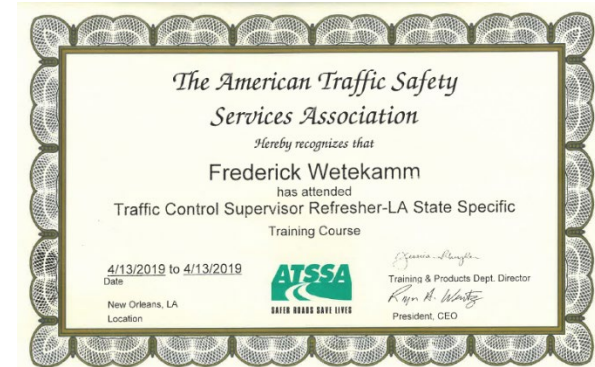 The American Traffic Safety
Services Association
Hereby recognizes that
Frederick Wetekamm
has attended
Traffic Control Supervisor Refresher-LA State Specific
Training Course
4/13/2019 to 4/13/2019
Date
New Orleans, LA
Location
ATSSA
SAFER ROADS SAVE LIVES
Training & Products Dept. Director
President, CEO